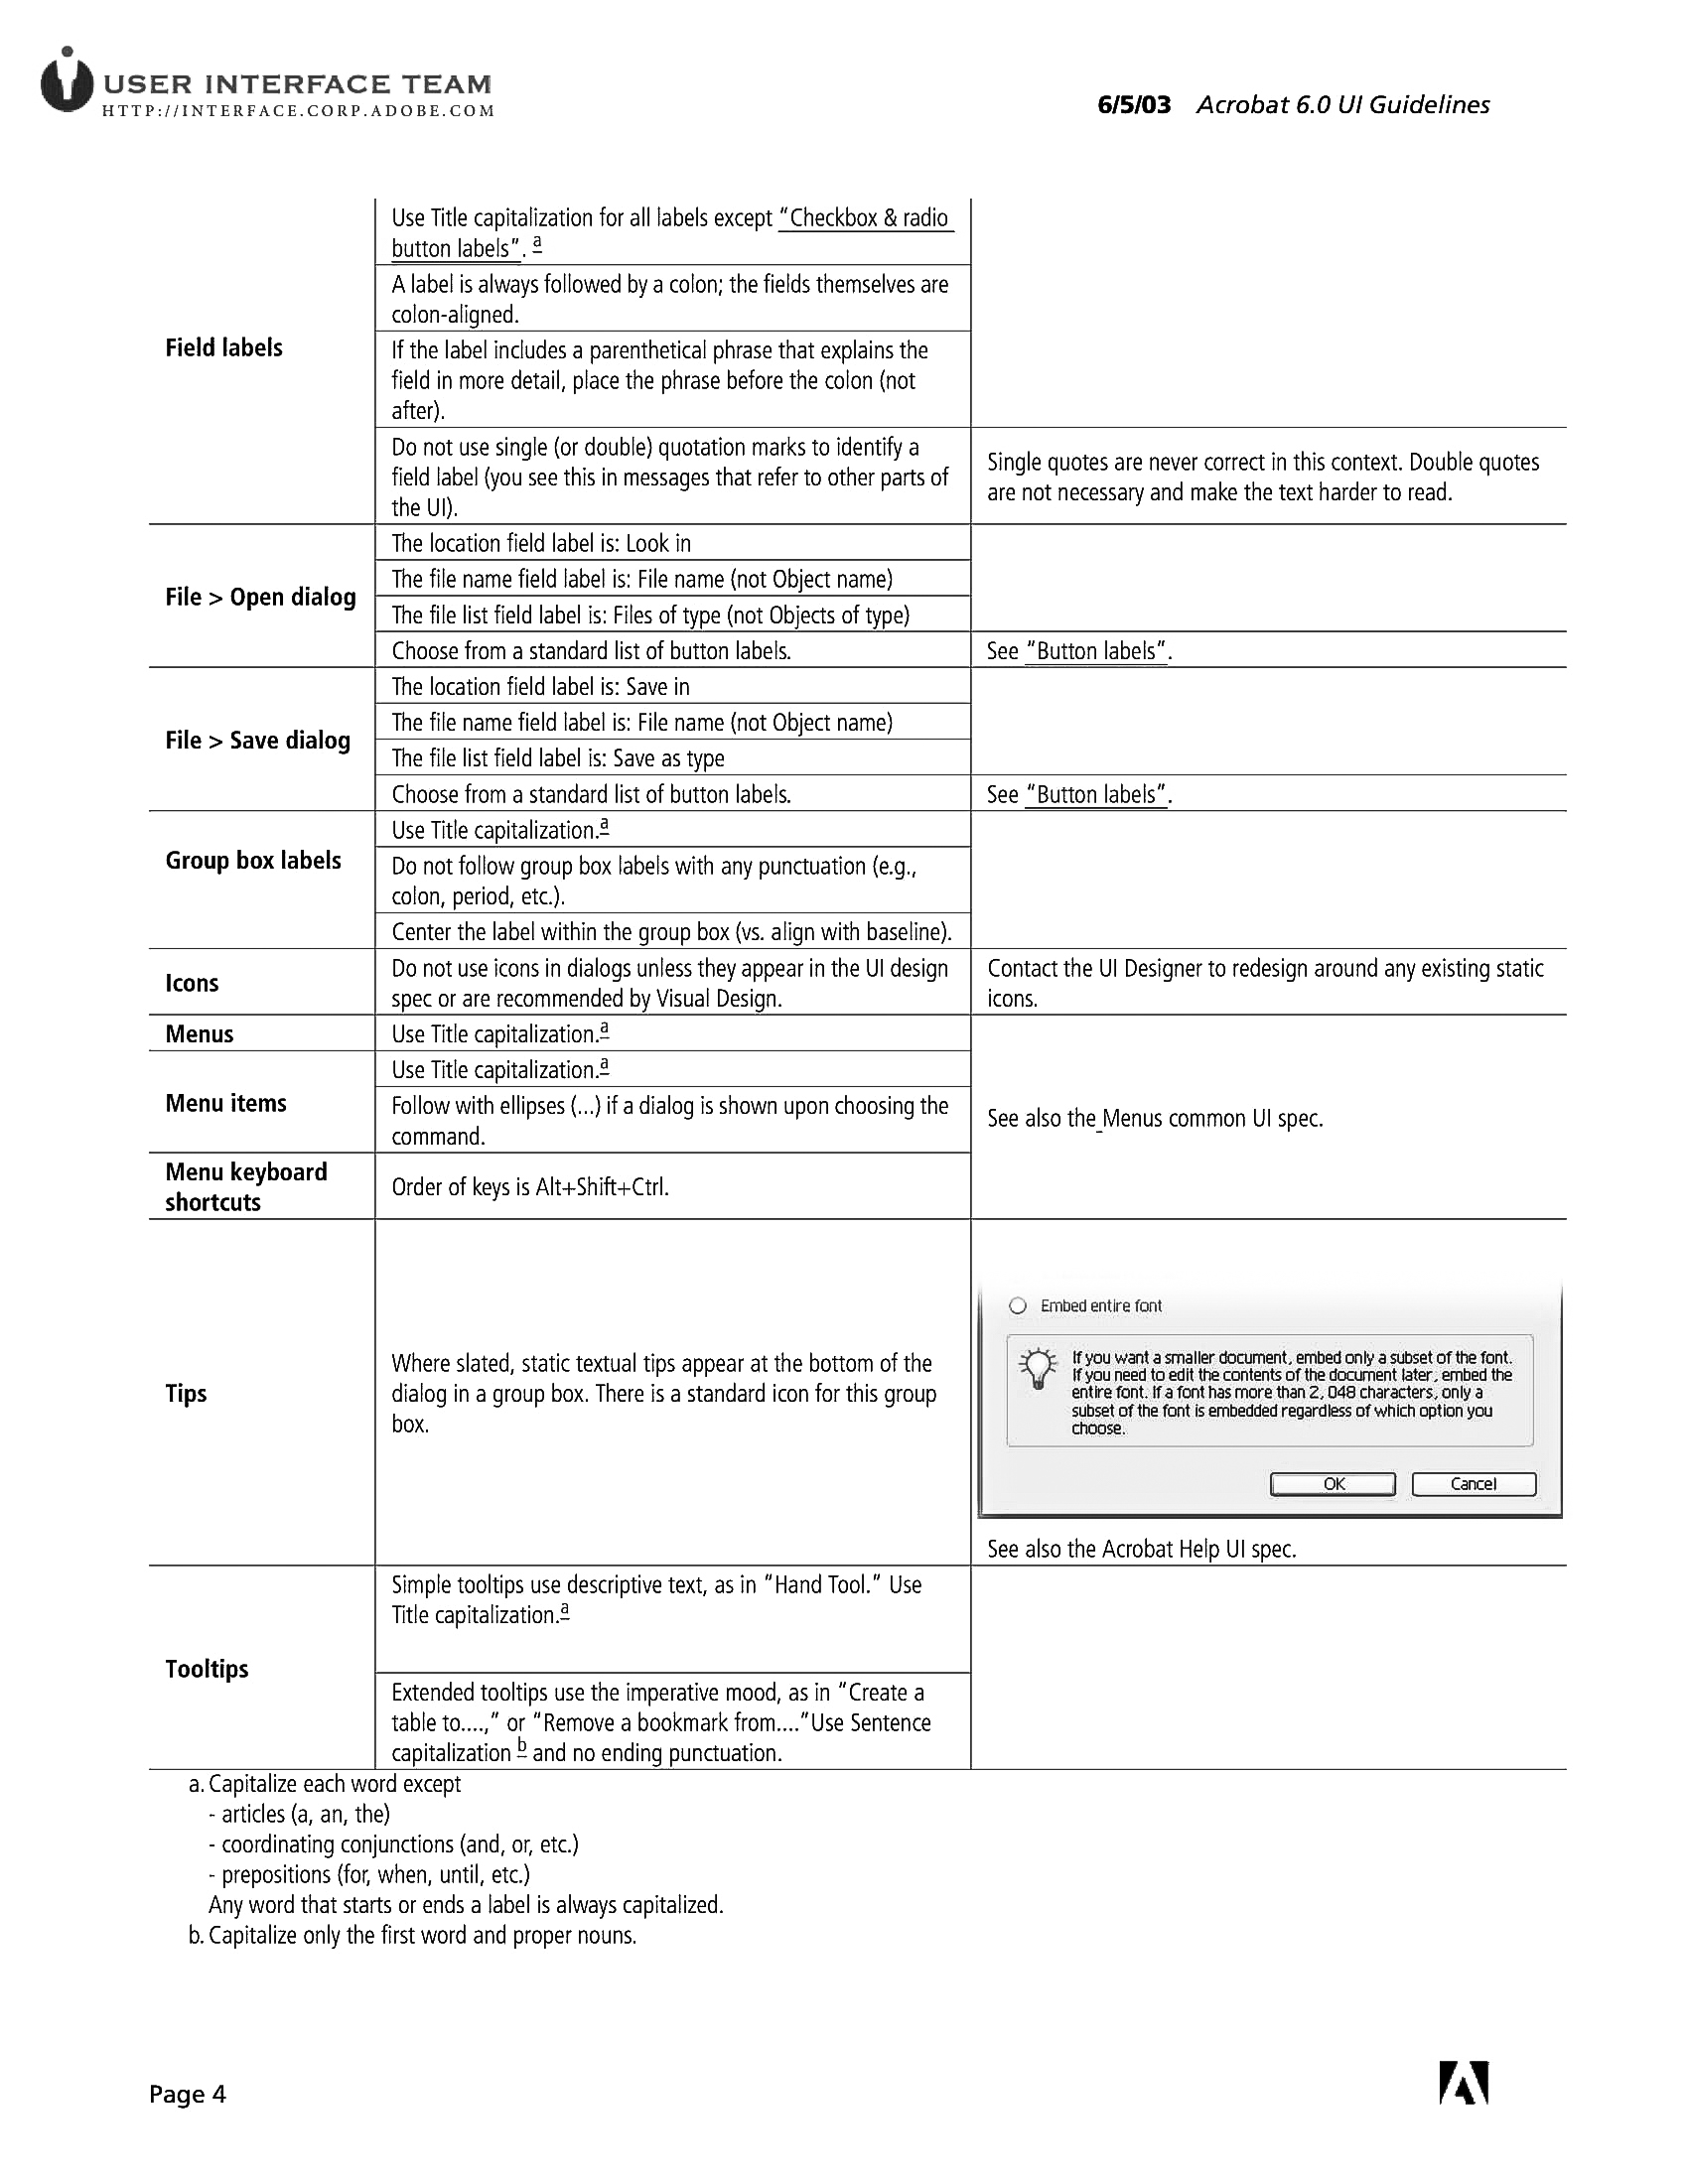 USER INTERFACE TEAM
HTTP://INTERFACE.CORP.ADOBE.COM
6/5/03 Acrobat 6.0 UI Guidelines
Field labels
Use Title capitalization for all labels except “Checkbox & radio
button labels”. a
A label is always followed by a colon; the fields themselves are
colon-aligned.
If the label includes a parenthetical phrase that explains the
field in more detail, place the phrase before the colon (not
after).
Do not use single (or double) quotation marks to identify a
field label (you see this in messages that refer to other parts of
the UI).
Single quotes are never correct in this context. Double quotes
are not necessary and make the text harder to read.
File > Open dialog
The location field label is: Look in
The file name field label is: File name (not Object name)
The file list field label is: Files of type (not Objects of type)
Choose from a standard list of button labels.
See “Button labels”.
File > Save dialog
The location field label is: Save in
The file name field label is: File name (not Object name)
The file list field label is: Save as type
Choose from a standard list of button labels.
See “Button labels”.
Group box labels
Use Title capitalization.a
Do not follow group box labels with any punctuation (e.g.,
colon, period, etc.).
Center the label within the group box (vs. align with baseline).
Icons
Do not use icons in dialogs unless they appear in the UI design
spec or are recommended by Visual Design.
Contact the UI Designer to redesign around any existing static
icons.
Menus
Use Title capitalization.a
Menu items
Use Title capitalization.a
Follow with ellipses (...) if a dialog is shown upon choosing the
command.
See also the Menus common UI spec.
Menu keyboard
shortcuts
Order of keys is Alt+Shift+Ctrl.
Tips
Where slated, static textual tips appear at the bottom of the
dialog in a group box. There is a standard icon for this group
box.
Embed entire font
If you want a smaller document, embed only a subset of the font.
If you need to edit the contents of the document later, embed the
entire font. If a font has more than 2, 048 characters, only a
subset of the font is embedded regardless of which option you
choose.
OK
Cancel
See also the Acrobat Help UI spec.
Tooltips
Simple tooltips use descriptive text, as in “Hand Tool.” Use
Title capitalization.a
Extended tooltips use the imperative mood, as in “Create a
table to....,” or “Remove a bookmark from....”Use Sentence
capitalization b and no ending punctuation.
a. Capitalize each word except
- articles (a, an, the)
- coordinating conjunctions (and, or, etc.)
- prepositions (for, when, until, etc.)
Any word that starts or ends a label is always capitalized.
b. Capitalize only the first word and proper nouns.
Page 4